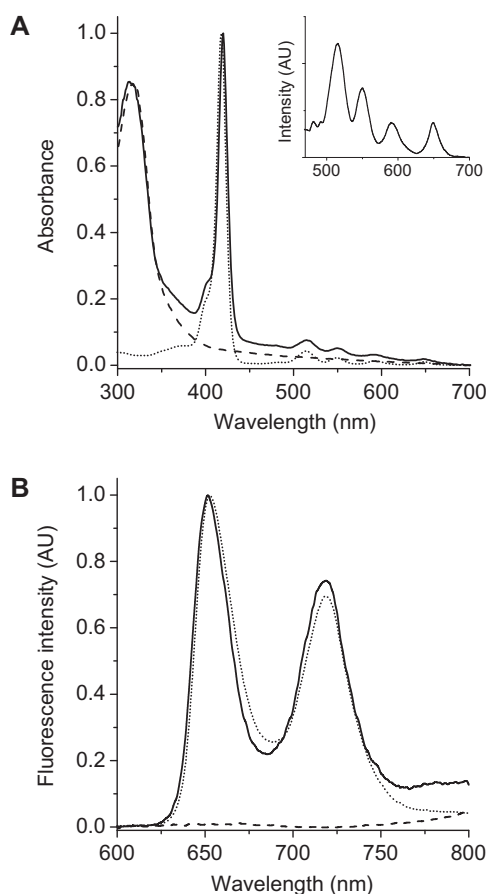 A
1.0
0.8
0.6
0.4
0.2
0.0
Absorbance
300 400 500 600 700
Wavelength (nm)
Intensity (AU)
500 600 700
B
1.0
0.8
0.6
0.4
0.2
0.0
Fluorescence intensity (AU)
600 650 700 750 800
Wavelength (nm)